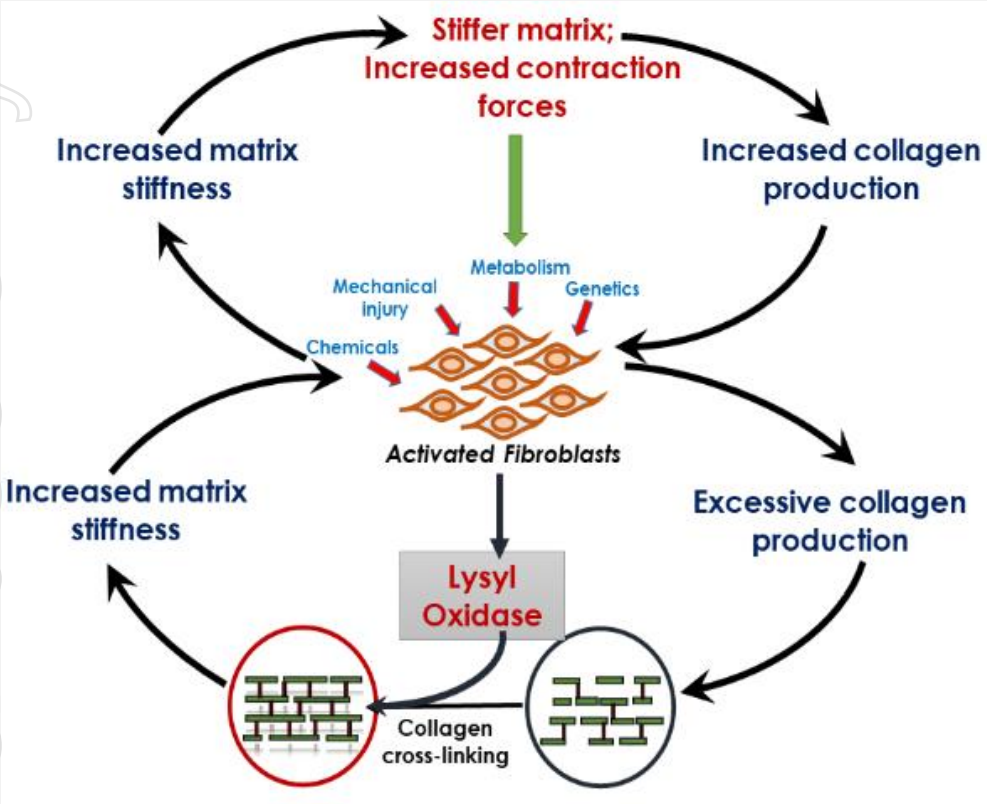 Stiffer matrix;
Increased contraction
forces
Increased matrix
stiffness
Increased collagen
production
Metabolism
Mechanical
injury
Genetics
Chemicals
Activated Fibroblasts
Increased matrix
stiffness
Excessive collagen
production
Lysyl
Oxidase
Collagen
cross-linking